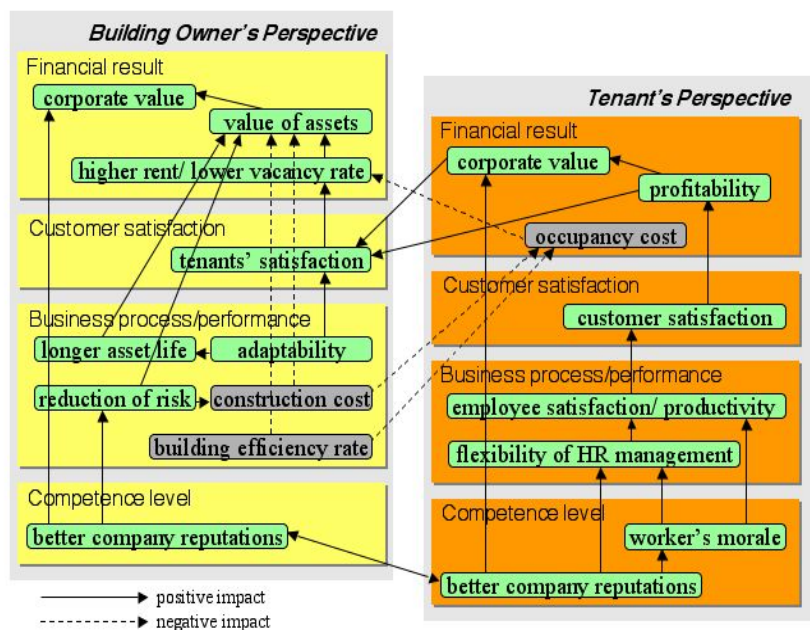 Building Owner's Perspective
Financial result
corporate value
value of assets
higher rent/ lower vacancy rate
Customer satisfaction
tenants' satisfaction
Business process/performance
longer asset life
adaptability
reduction of risk
construction cost
building efficiency rate
Competence level
better company reputations
Tenant's Perspective
Financial result
corporate value
profitability
occupancy cost
Customer satisfaction
customer satisfaction
Business process/performance
employee satisfaction/ productivity
flexibility of HR management
Competence level
worker's morale
better company reputations
positive impact
negative impact